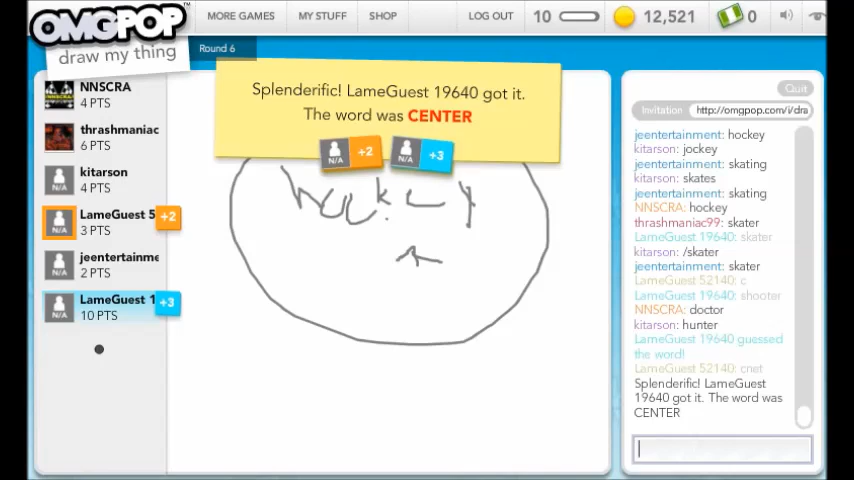 OMGPOP
MORE GAMES
MY STUFF
SHOP
LOG OUT
10
12,521
0
draw my thing
Round 6
Splenderific! LameGuest 19640 got it.
The word was CENTER
N/A +2
N/A +3
NNSCRA
4 PTS
thrashmaniac
6 PTS
kitarson
N/A
4 PTS
LameGuest 5
+2
N/A
3 PTS
jeentertainme
N/A
2 PTS
LameGuest 1
+3
N/A
10 PTS
hockey
Quit
Invitation
http://omgpop.com/i/dra
jeentertainment: hockey
kitarson: jockey
jeentertainment: skating
kitarson: skates
jeentertainment: skating
NNSCRA: hockey
thrashmaniac99: skater
LameGuest 19640: skater
kitarson: /skater
jeentertainment: skater
LameGuest 52140: c
LameGuest 19640: shooter
NNSCRA: doctor
kitarson: hunter
LameGuest 19640 guessed
the word!
LameGuest 52140: cnet
Splenderific! LameGuest
19640 got it. The word was
CENTER